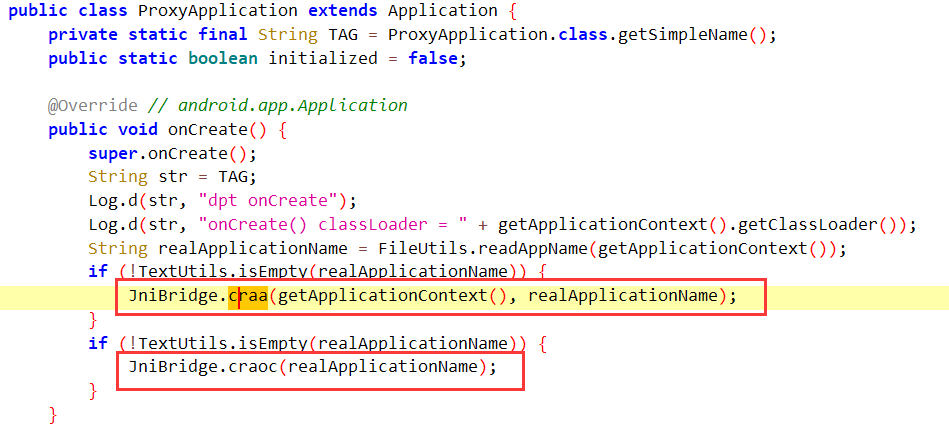 public class ProxyApplication extends Application {
    private static final String TAG = ProxyApplication.class.getSimpleName();
    public static boolean initialized = false;

    @Override // android.app.Application
    public void onCreate() {
        super.onCreate();
        String str = TAG;
        Log.d(str, "dpt onCreate");
        Log.d(str, "onCreate() classLoader = " + getApplicationContext().getClassLoader());
        String realApplicationName = FileUtils.readAppName(getApplicationContext());
        if (!TextUtils.isEmpty(realApplicationName)) {
            JniBridge.craa(getApplicationContext(), realApplicationName);
        }
        if (!TextUtils.isEmpty(realApplicationName)) {
            JniBridge.craoc(realApplicationName);
        }
    }